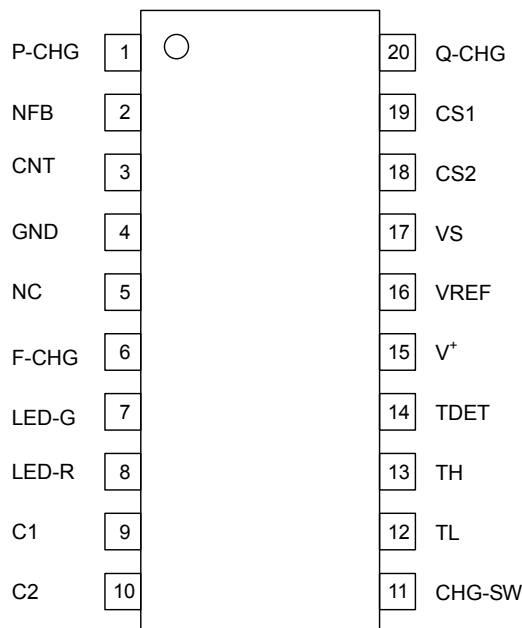 P-CHG 1 20 Q-CHG
NFB 2 19 CS1
CNT 3 18 CS2
GND 4 17 VS
NC 5 16 VREF
F-CHG 6 15 V⁺
LED-G 7 14 TDET
LED-R 8 13 TH
C1 9 12 TL
C2 10 11 CHG-SW